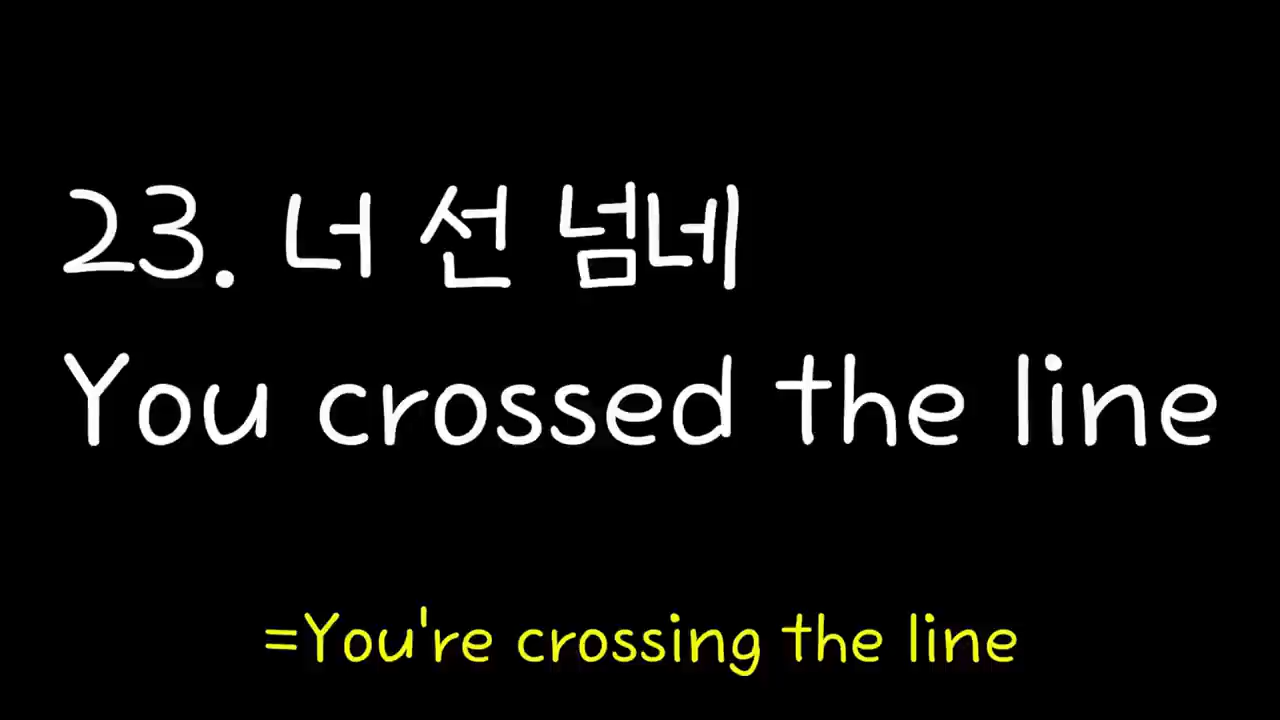 23. 너 선 넘네
You crossed the line
=You're crossing the line